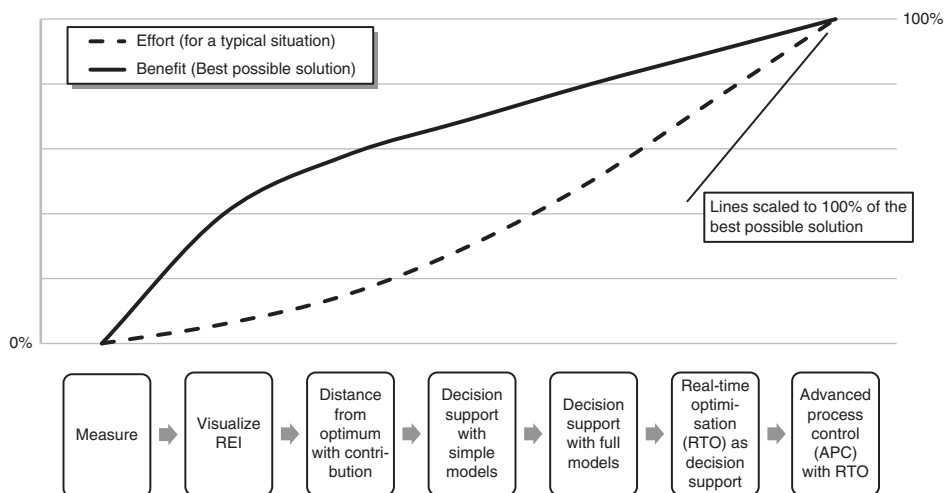 100%
Effort (for a typical situation)
Benefit (Best possible solution)
Lines scaled to 100% of the
best possible solution
0%
Measure
Visualize
REI
Distance
from
optimum
with contri-
bution
Decision
support
with
simple
models
Decision
support
with full
models
Real-time
optimi-
sation
(RTO) as
decision
support
Advanced
process
control
(APC)
with RTO